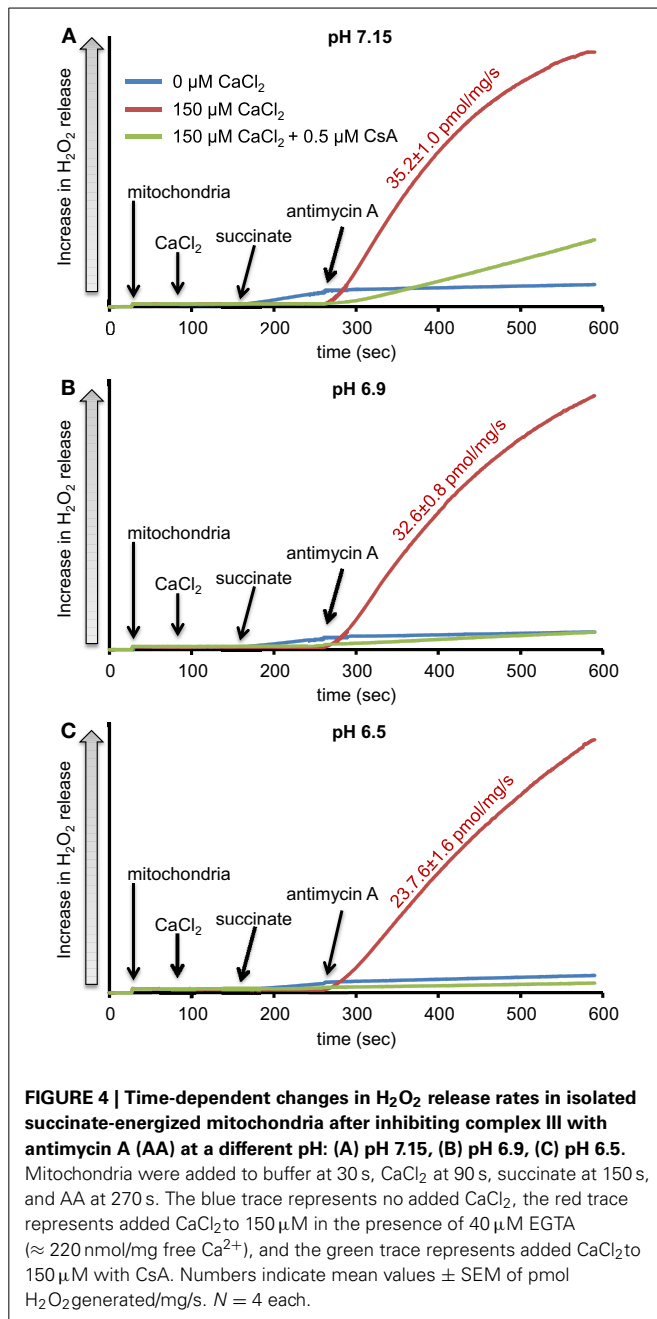 A
pH 7.15
Increase in H₂O₂ release
0 µM CaCl₂
150 µM CaCl₂
150 µM CaCl₂ + 0.5 µM CsA
mitochondria
CaCl₂
succinate
antimycin A
35.2±1.0 pmol/mg/s
0 100 200 300 400 500 600
time (sec)
B
pH 6.9
Increase in H₂O₂ release
mitochondria
CaCl₂
succinate
antimycin A
32.6±0.8 pmol/mg/s
0 100 200 300 400 500 600
time (sec)
C
pH 6.5
Increase in H₂O₂ release
mitochondria
CaCl₂
succinate
antimycin A
23.7.6±1.6 pmol/mg/s
0 100 200 300 400 500 600
time (sec)
FIGURE 4 | Time-dependent changes in H₂O₂ release rates in isolated
succinate-energized mitochondria after inhibiting complex III with
antimycin A (AA) at a different pH: (A) pH 7.15, (B) pH 6.9, (C) pH 6.5.
Mitochondria were added to buffer at 30 s, CaCl₂ at 90 s, succinate at 150 s,
and AA at 270 s. The blue trace represents no added CaCl₂, the red trace
represents added CaCl₂to 150 µM in the presence of 40 µM EGTA
(≈ 220 nmol/mg free Ca²⁺), and the green trace represents added CaCl₂to
150 µM with CsA. Numbers indicate mean values ± SEM of pmol
H₂O₂generated/mg/s. N = 4 each.